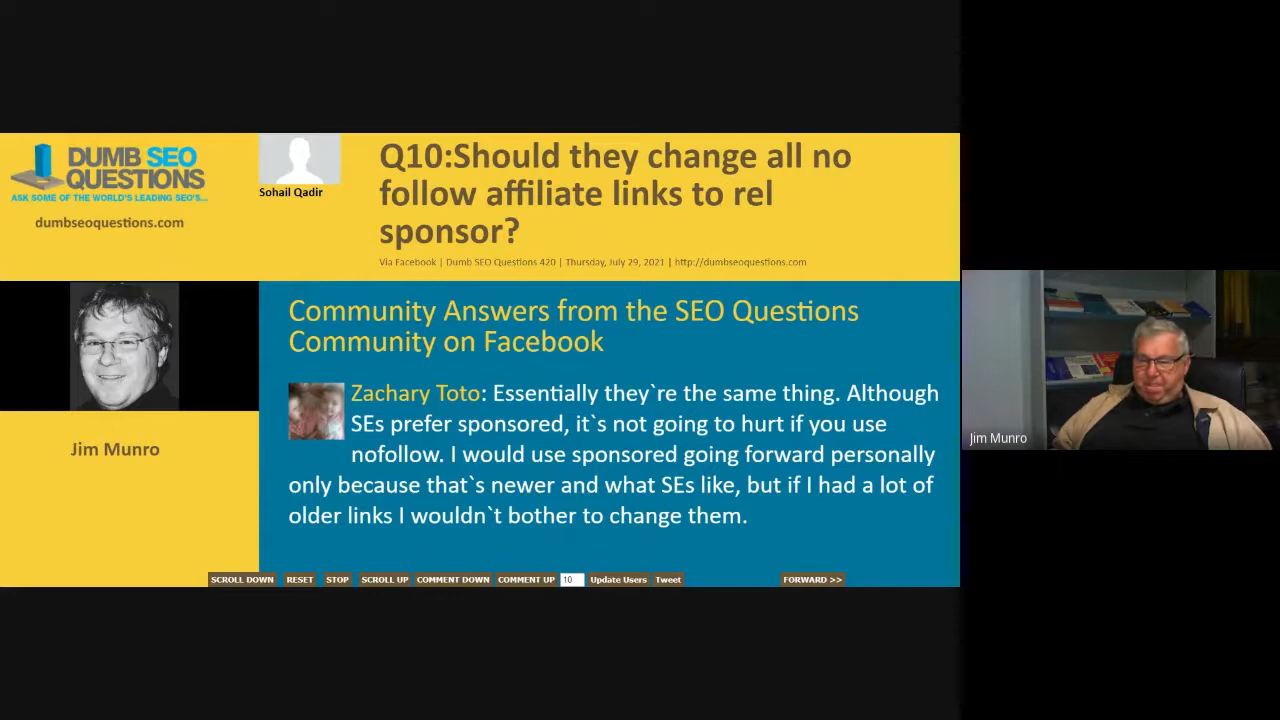 DUMB SEO
QUESTIONS
ASK SOME OF THE WORLD'S LEADING SEO'S...
dumbseoquestions.com
Sohail Qadir
Q10:Should they change all no
follow affiliate links to rel
sponsor?
Via Facebook | Dumb SEO Questions 420 | Thursday, July 29, 2021 | http://dumbseoquestions.com
Jim Munro
Community Answers from the SEO Questions
Community on Facebook
Zachary Toto: Essentially they`re the same thing. Although
SEs prefer sponsored, it`s not going to hurt if you use
nofollow. I would use sponsored going forward personally
only because that`s newer and what SEs like, but if I had a lot of
older links I wouldn`t bother to change them.
SCROLL DOWN RESET STOP SCROLL UP COMMENT DOWN COMMENT UP 10 Update Users Tweet FORWARD >>
Jim Munro